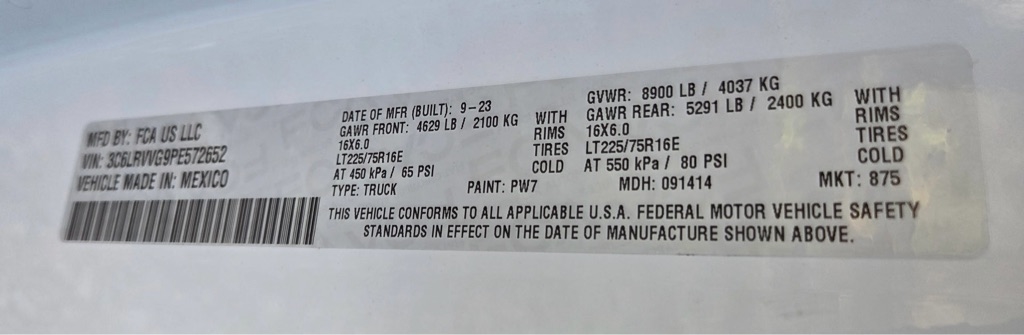 MFD BY: FCA US LLC
VIN: 3C6LRVVG9PE572652
VEHICLE MADE IN: MEXICO
DATE OF MFR (BUILT): 9-23
GAWR FRONT: 4629 LB / 2100 KG WITH
16X6.0 RIMS
LT225/75R16E TIRES
AT 450 kPa / 65 PSI COLD
TYPE: TRUCK PAINT: PW7
GVWR: 8900 LB / 4037 KG
GAWR REAR: 5291 LB / 2400 KG WITH
16X6.0 RIMS
LT225/75R16E TIRES
AT 550 kPa / 80 PSI COLD
MDH: 091414 MKT: 875
THIS VEHICLE CONFORMS TO ALL APPLICABLE U.S.A. FEDERAL MOTOR VEHICLE SAFETY
STANDARDS IN EFFECT ON THE DATE OF MANUFACTURE SHOWN ABOVE.